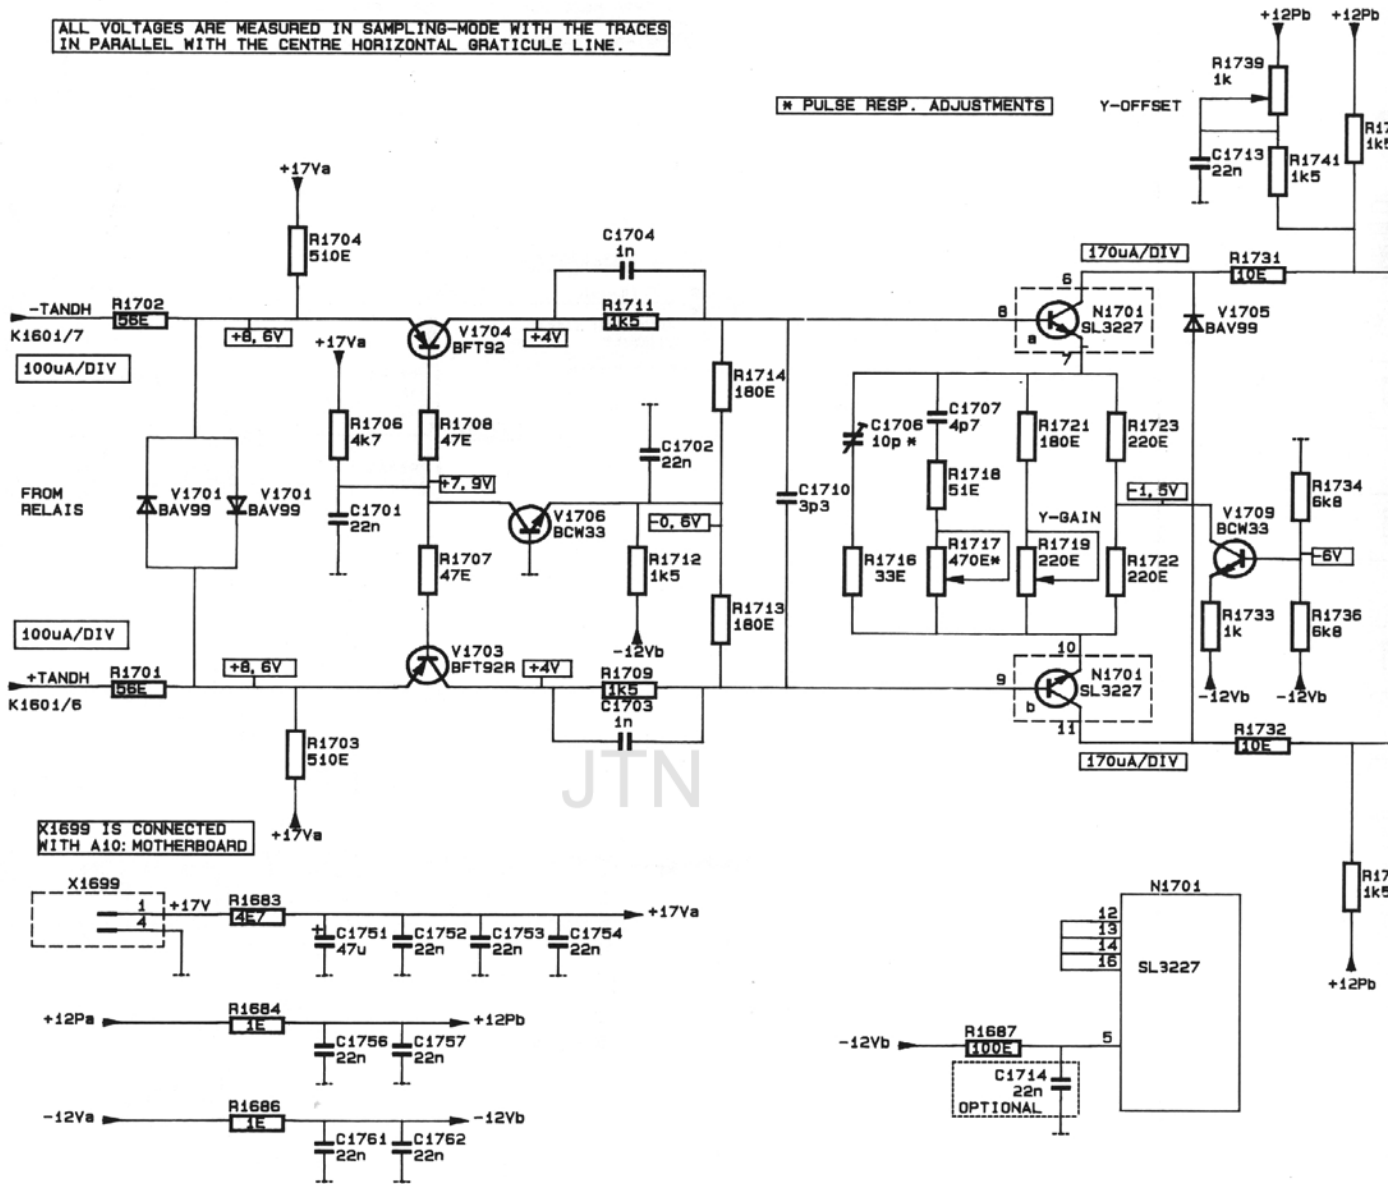 ALL VOLTAGES ARE MEASURED IN SAMPLING-MODE WITH THE TRACES
IN PARALLEL WITH THE CENTRE HORIZONTAL GRATICULE LINE.
+12Pb
+12Pb
R1739
1k
* PULSE RESP. ADJUSTMENTS
Y-OFFSET
C1713
22n
R1741
1k5
R17
1k5
+17Va
R1704
510E
C1704
1n
170uA/DIV
R1731
10E
-TANDH
K1601/7
R1702
56E
+8,6V
+17Va
V1704
BFT92
+4V
R1711
1k5
8
6
N1701
SL3227
a
7
V1705
BAV99
100uA/DIV
R1706
4k7
R1708
47E
R1714
180E
C1702
22n
C1706
10p *
C1707
4p7
R1721
180E
R1723
220E
FROM
RELAIS
V1701
BAV99
V1701
BAV99
+7,9V
C1701
22n
V1706
BCW33
-0,6V
C1710
3p3
R1718
51E
-1,5V
Y-GAIN
V1709
BCW33
R1734
6k8
-6V
R1707
47E
R1712
1k5
R1716
33E
R1717
470E*
R1719
220E
R1722
220E
R1713
180E
R1733
1k
R1736
6k8
100uA/DIV
-12Vb
-12Vb
-12Vb
+TANDH
K1601/6
R1701
56E
+8,6V
V1703
BFT92R
+4V
R1709
1k5
C1703
1n
9
10
N1701
SL3227
b
11
R1732
10E
170uA/DIV
R1703
510E
+17Va
JTN
X1699 IS CONNECTED
WITH A10: MOTHERBOARD
R17
1k5
+12Pb
X1699
1
4
+17V
R1683
4E7
+17Va
C1751
47u
+
C1752
22n
C1753
22n
C1754
22n
N1701
12
13
14
16
SL3227
5
+12Pa
R1684
1E
+12Pb
C1756
22n
C1757
22n
-12Vb
R1687
100E
C1714
22n
OPTIONAL
-12Va
R1686
1E
-12Vb
C1761
22n
C1762
22n